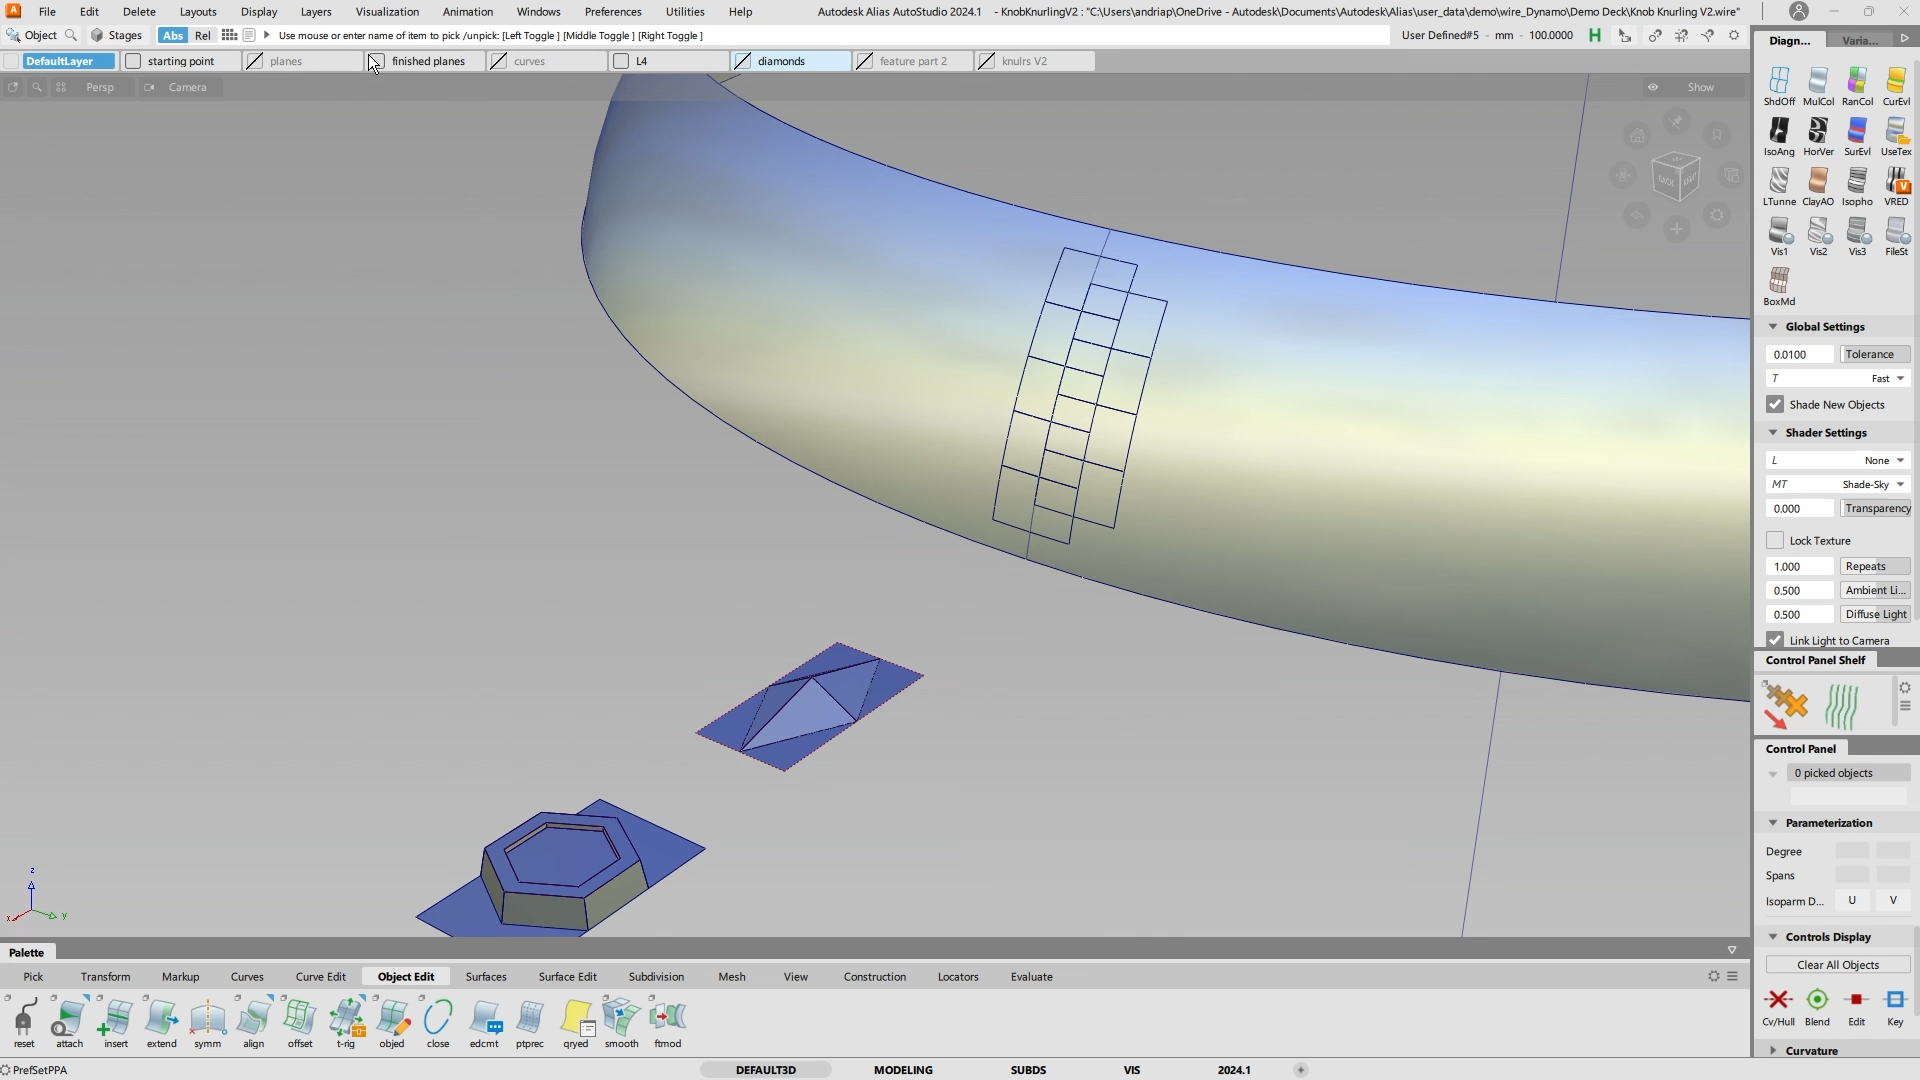 File Edit Delete Layouts Display Layers Visualization Animation Windows Preferences Utilities Help Autodesk Alias AutoStudio 2024.1 - KnobKnurlingV2 : "C:\Users\andriap\OneDrive - Autodesk\Documents\Autodesk\Alias\user_data\demo\wire_Dynamo\Demo Deck\Knob Knurling V2.wire"
Object Stages Abs Rel Use mouse or enter name of item to pick /unpick: [Left Toggle ] [Middle Toggle ] [Right Toggle ] User Defined#5 - mm - 100.0000 H
DefaultLayer starting point planes finished planes curves L4 diamonds feature part 2 knulrs V2
Persp Camera Show
Diagn... Varia...
ShdOff MulCol RanCol CurEvl
IsoAng HorVer SurEvl UseTex
LTunne ClayAO Isopho VRED
Vis1 Vis2 Vis3 FileSt
BoxMd
Global Settings
0.0100 Tolerance
T Fast
Shade New Objects
Shader Settings
L None
MT Shade-Sky
0.000 Transparency
Lock Texture
1.000 Repeats
0.500 Ambient Li...
0.500 Diffuse Light
Link Light to Camera
Control Panel Shelf
Control Panel
0 picked objects
Parameterization
Degree
Spans
Isoparm D... U V
Controls Display
Clear All Objects
Cv/Hull Blend Edit Key
Curvature
z
x y
Palette
Pick Transform Markup Curves Curve Edit Object Edit Surfaces Surface Edit Subdivision Mesh View Construction Locators Evaluate
reset attach insert extend symm align offset t-rig objed close edcmt ptprec qryed smooth ftmod
PrefSetPPA DEFAULT3D MODELING SUBDS VIS 2024.1 +